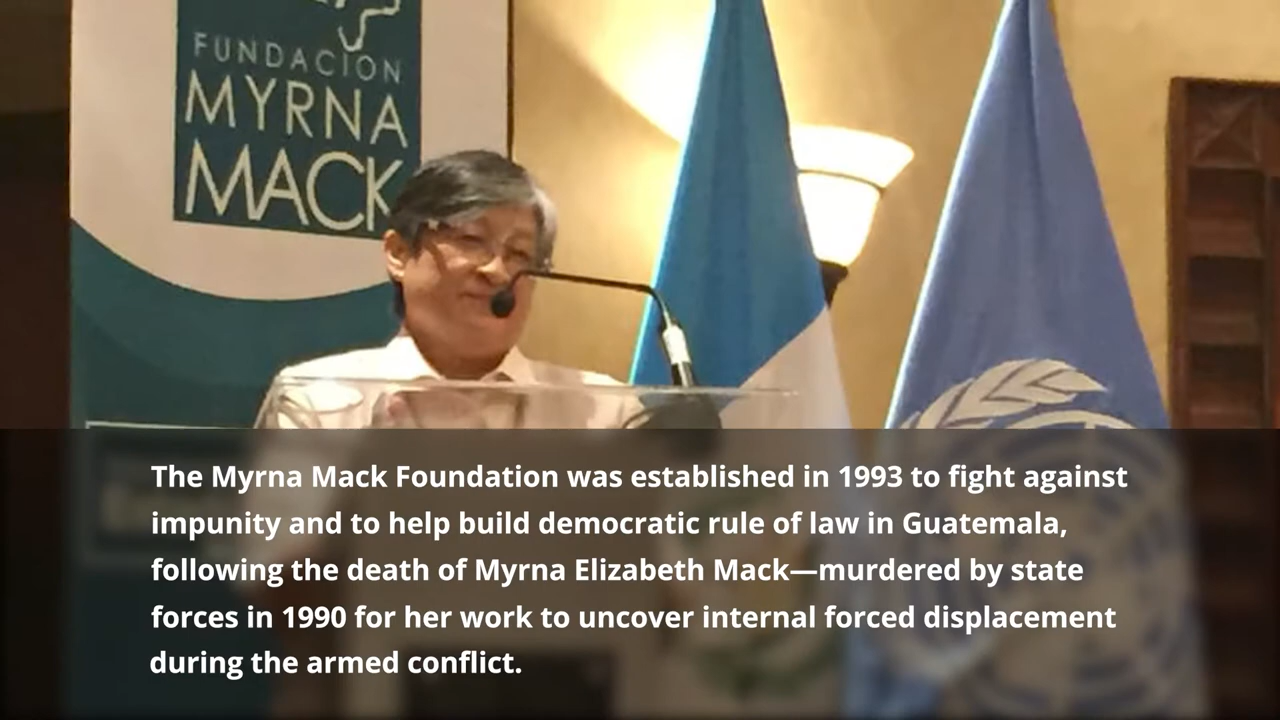 FUNDACION
MYRNA
MACK
The Myrna Mack Foundation was established in 1993 to fight against
impunity and to help build democratic rule of law in Guatemala,
following the death of Myrna Elizabeth Mack—murdered by state
forces in 1990 for her work to uncover internal forced displacement
during the armed conflict.